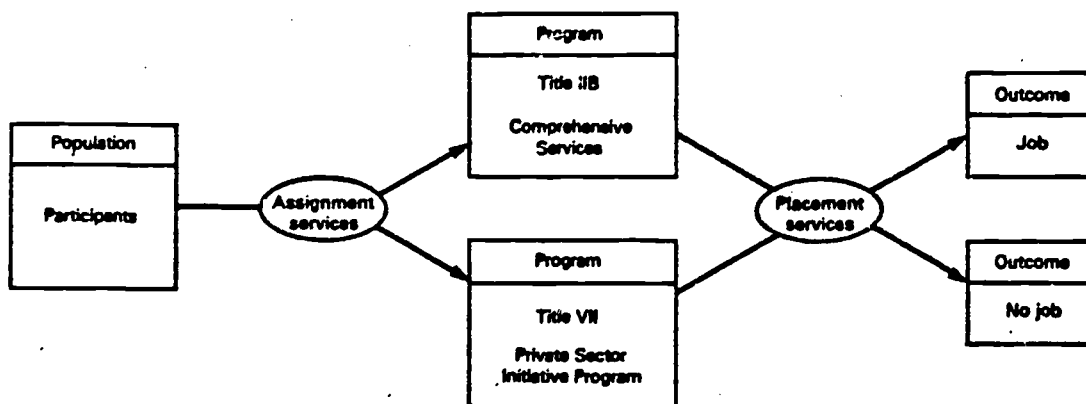 Population
Participants
Assignment
services
Program
Title IIB
Comprehensive
Services
Program
Title VII
Private Sector
Initiative Program
Placement
services
Outcome
Job
Outcome
No job